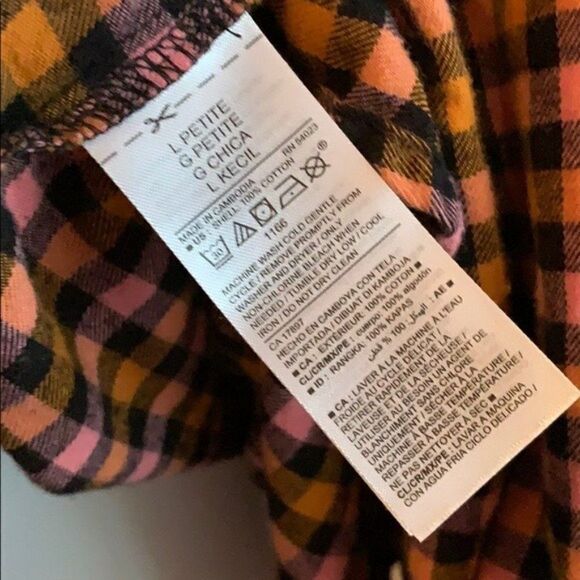 L PETITE
G PETITE
G CHICA
L KECIL
MADE IN CAMBODIA RN 54023
■ US : SHELL: 100% COTTON
30
®
1166
MACHINE WASH COLD GENTLE
CYCLE / REMOVE PROMPTLY FROM
WASHER AND DRYER / ONLY
NON-CHLORINE BLEACH WHEN
NEEDED / TUMBLE DRY LOW / COOL
IRON / DO NOT DRY CLEAN
CA 17897
HECHO EN CAMBOYA CON TELA
IMPORTADA / DIBUAT DI KAMBOJA
■ CA : EXTÉRIEUR: 100% COTON ■
CL/CR/MX/PE : cuerpo: 100% algodón
■ ID : RANGKA: 100% KAPAS
■ CA : LAVER À LA MACHINE À L'EAU
FROIDE AU CYCLE DÉLICAT /
RETIRER RAPIDEMENT DE LA
LAVEUSE ET DE LA SÉCHEUSE /
UTILISER AU BESOIN UN AGENT DE
BLANCHIMENT SANS CHLORE
UNIQUEMENT / SÉCHER À LA
MACHINE À BASSE TEMPÉRATURE /
REPASSER À BASSE TEMPÉRATURE /
NE PAS NETTOYER À SEC ■
CL/CR/MX/PE : LAVAR A MAQUINA
CON AGUA FRIA CICLO DELICADO /